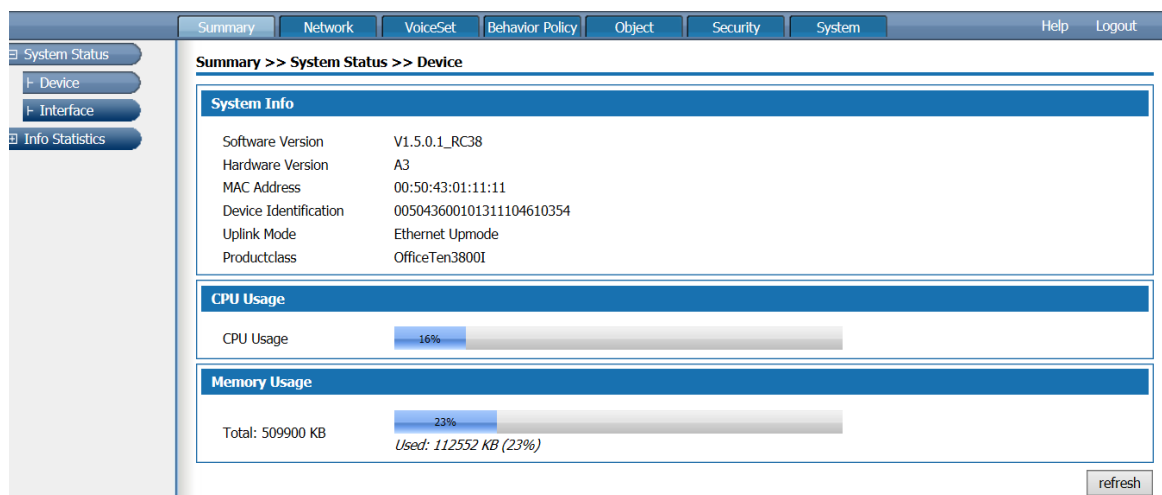 Summary Network VoiceSet Behavior Policy Object Security System Help Logout
System Status
Device
Interface
Info Statistics
Summary >> System Status >> Device
System Info
Software Version V1.5.0.1_RC38
Hardware Version A3
MAC Address 00:50:43:01:11:11
Device Identification 005043600101311104610354
Uplink Mode Ethernet Upmode
Productclass OfficeTen3800I
CPU Usage
CPU Usage 16%
Memory Usage
Total: 509900 KB 23%
Used: 112552 KB (23%)
refresh